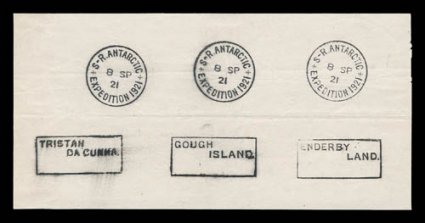 S-R. ANTARCTIC
8 SP
21
EXPEDITION 1921
S-R. ANTARCTIC
8 SP
21
EXPEDITION 1921
S-R. ANTARCTIC
8 SP
21
EXPEDITION 1921
TRISTAN
DA CUNHA.
GOUGH
ISLAND.
ENDERBY
LAND.